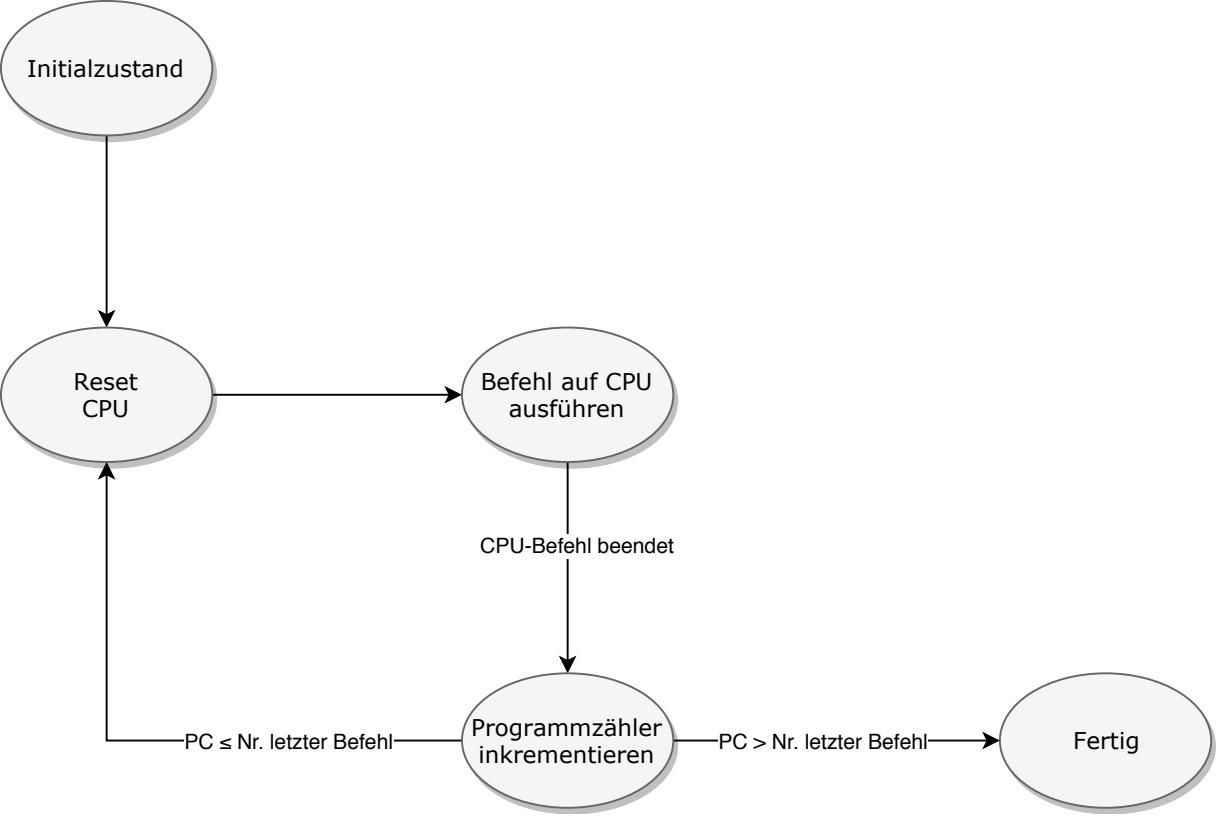 Initialzustand
Reset
CPU
Befehl auf CPU
ausführen
CPU-Befehl beendet
PC ≤ Nr. letzter Befehl
Programmzähler
inkrementieren
PC > Nr. letzter Befehl
Fertig